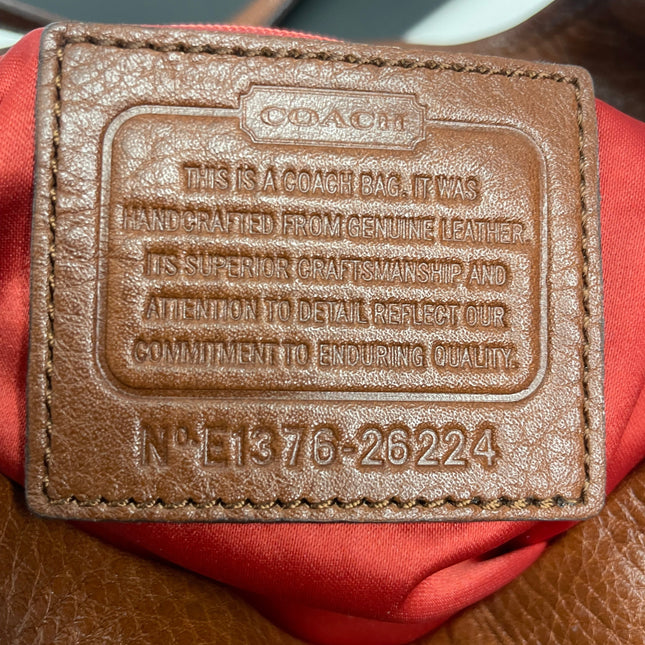 COACH
THIS IS A COACH BAG. IT WAS
HANDCRAFTED FROM GENUINE LEATHER.
ITS SUPERIOR CRAFTSMANSHIP AND
ATTENTION TO DETAIL REFLECT OUR
COMMITMENT TO ENDURING QUALITY.
Nº. E1376-26224